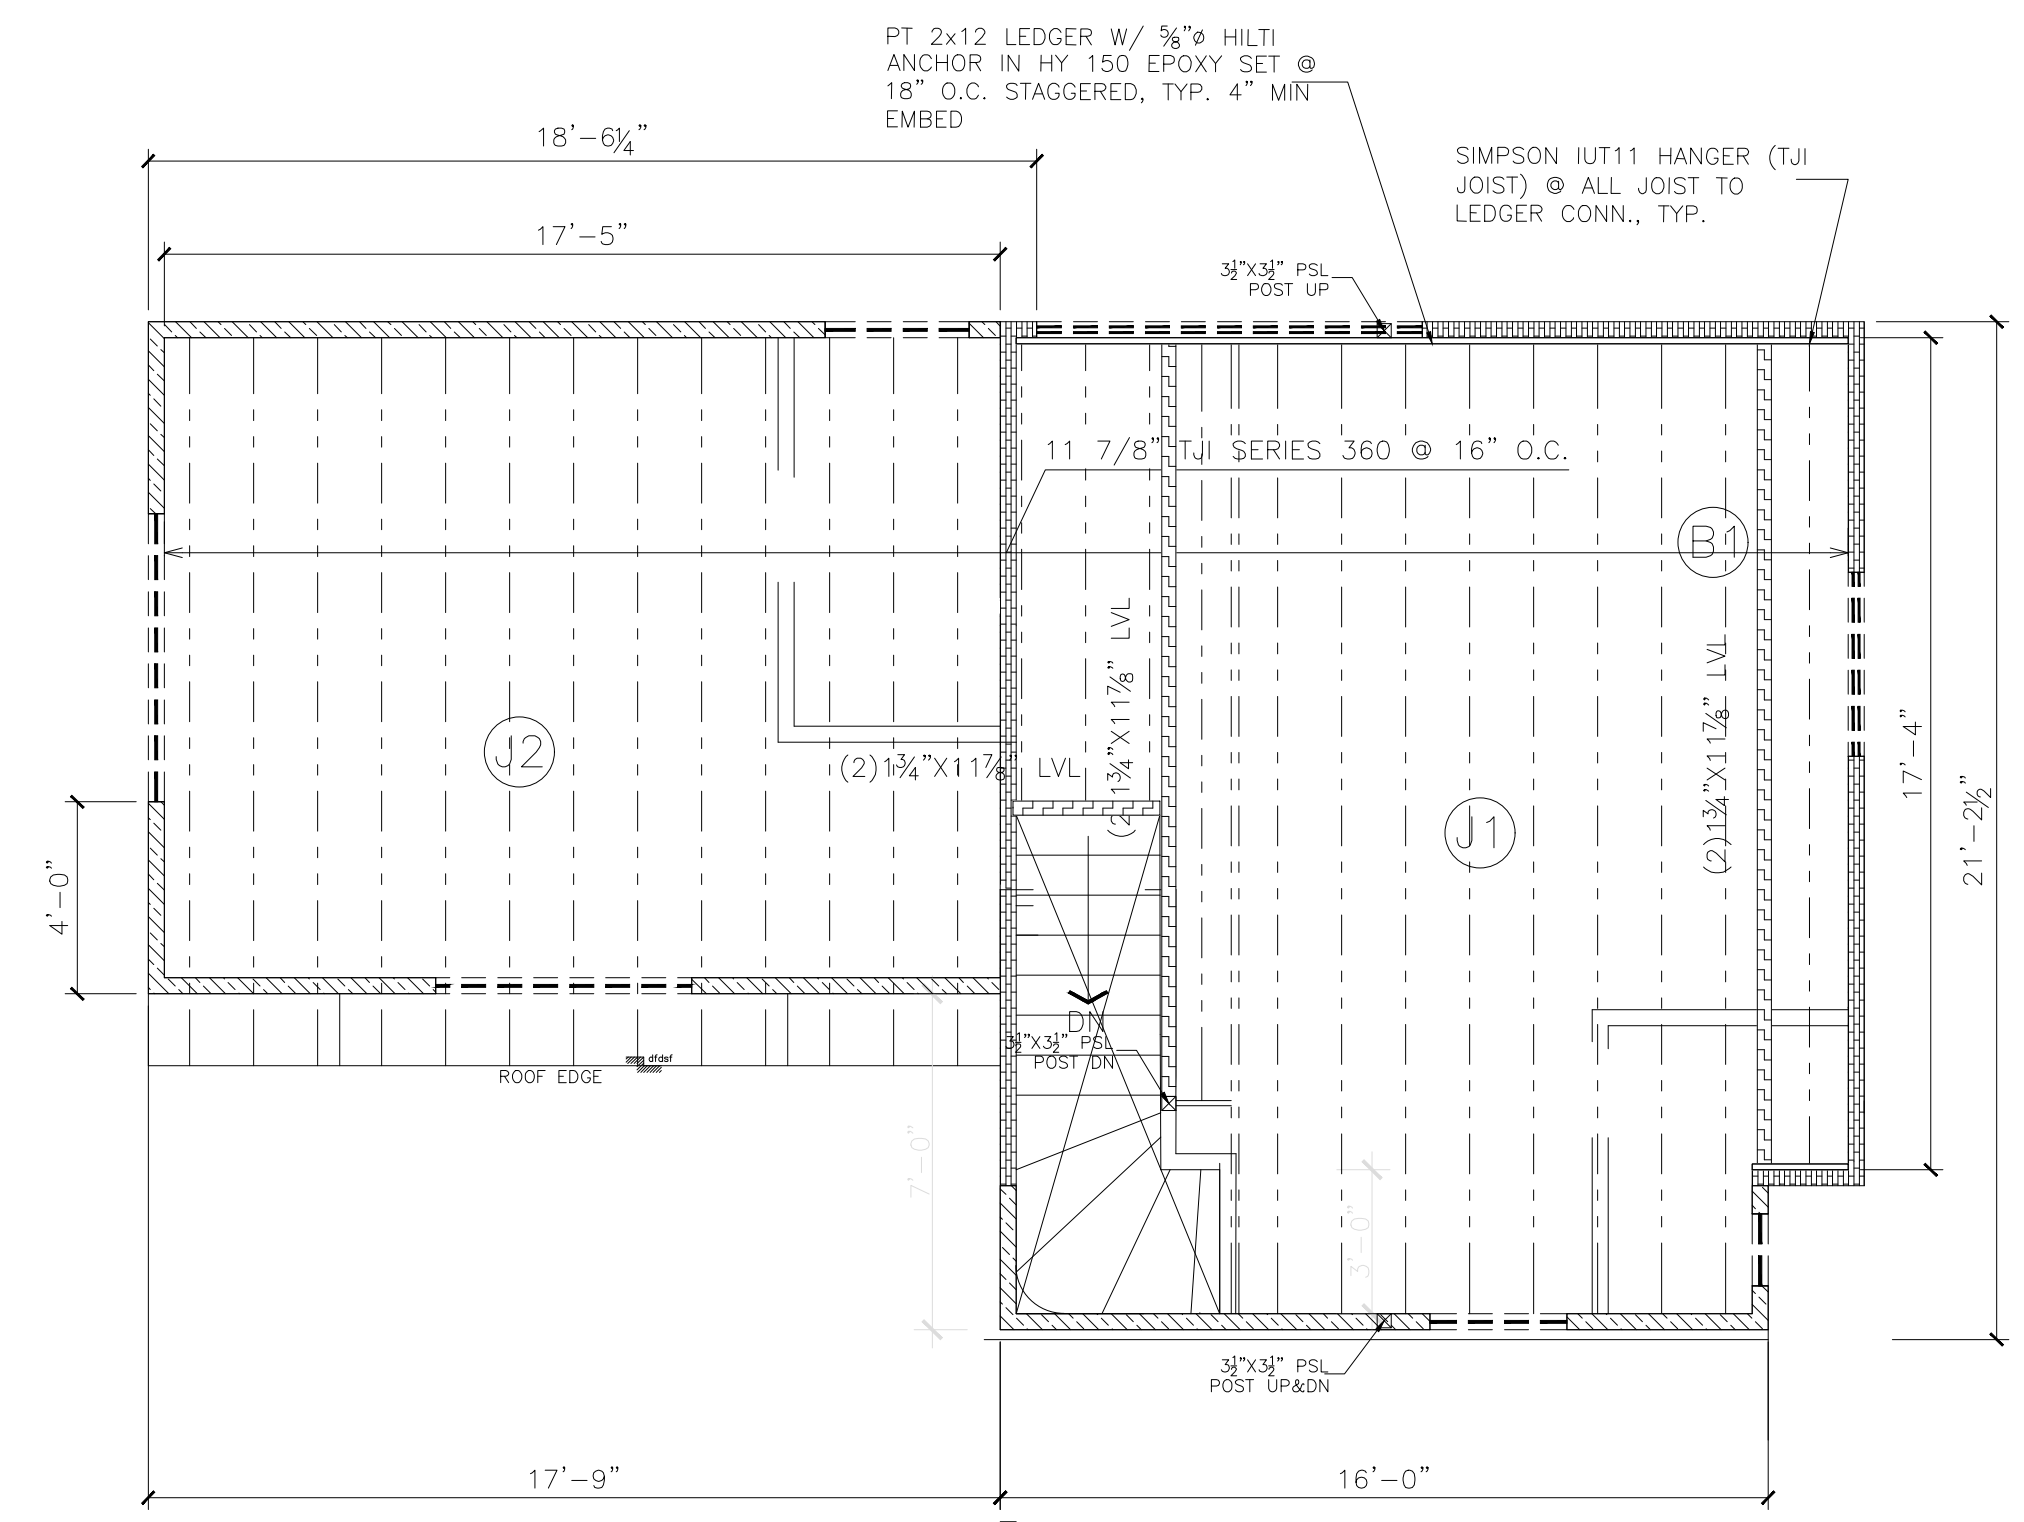 PT 2x12 LEDGER W/ ⅝"ø HILTI
ANCHOR IN HY 150 EPOXY SET @
18" O.C. STAGGERED, TYP. 4" MIN
EMBED
18'-6¼"
SIMPSON IUT11 HANGER (TJI
JOIST) @ ALL JOIST TO
LEDGER CONN., TYP.
17'-5"
3½"X3½" PSL
POST UP
11 7/8" TJI SERIES 360 @ 16" O.C.
B1
(2)1¾"X11⅞" LVL
(2)1¾"X11⅞" LVL
17'-4"
21'-2½"
J2
(2)1¾"X11⅞" LVL
J1
4'-0"
DN
3½"X3½" PSL
POST DN
dfdsf
ROOF EDGE
7'-0"
3'-0"
3½"X3½" PSL
POST UP&DN
17'-9"
16'-0"